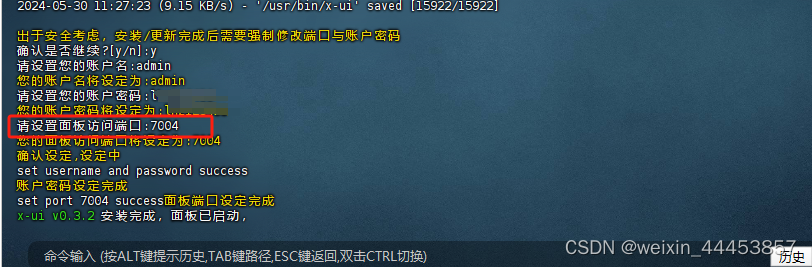 2024-05-30 11:27:23 (9.15 KB/s) - '/usr/bin/x-ui' saved [15922/15922]
出于安全考虑，安装/更新完成后需要强制修改端口与账户密码
确认是否继续?[y/n]:y
请设置您的账户名:admin
您的账户名将设定为:admin
请设置您的账户密码:l
您的账户密码将设定为:
请设置面板访问端口:7004
您的面板访问端口将设定为:7004
确认设定,设定中
set username and password success
账户密码设定完成
set port 7004 success面板端口设定完成
x-ui v0.3.2 安装完成，面板已启动，
命令输入 (按ALT键提示历史,TAB键路径,ESC键返回,双击CTRL切换)
CSDN @weixin_44453857
历史